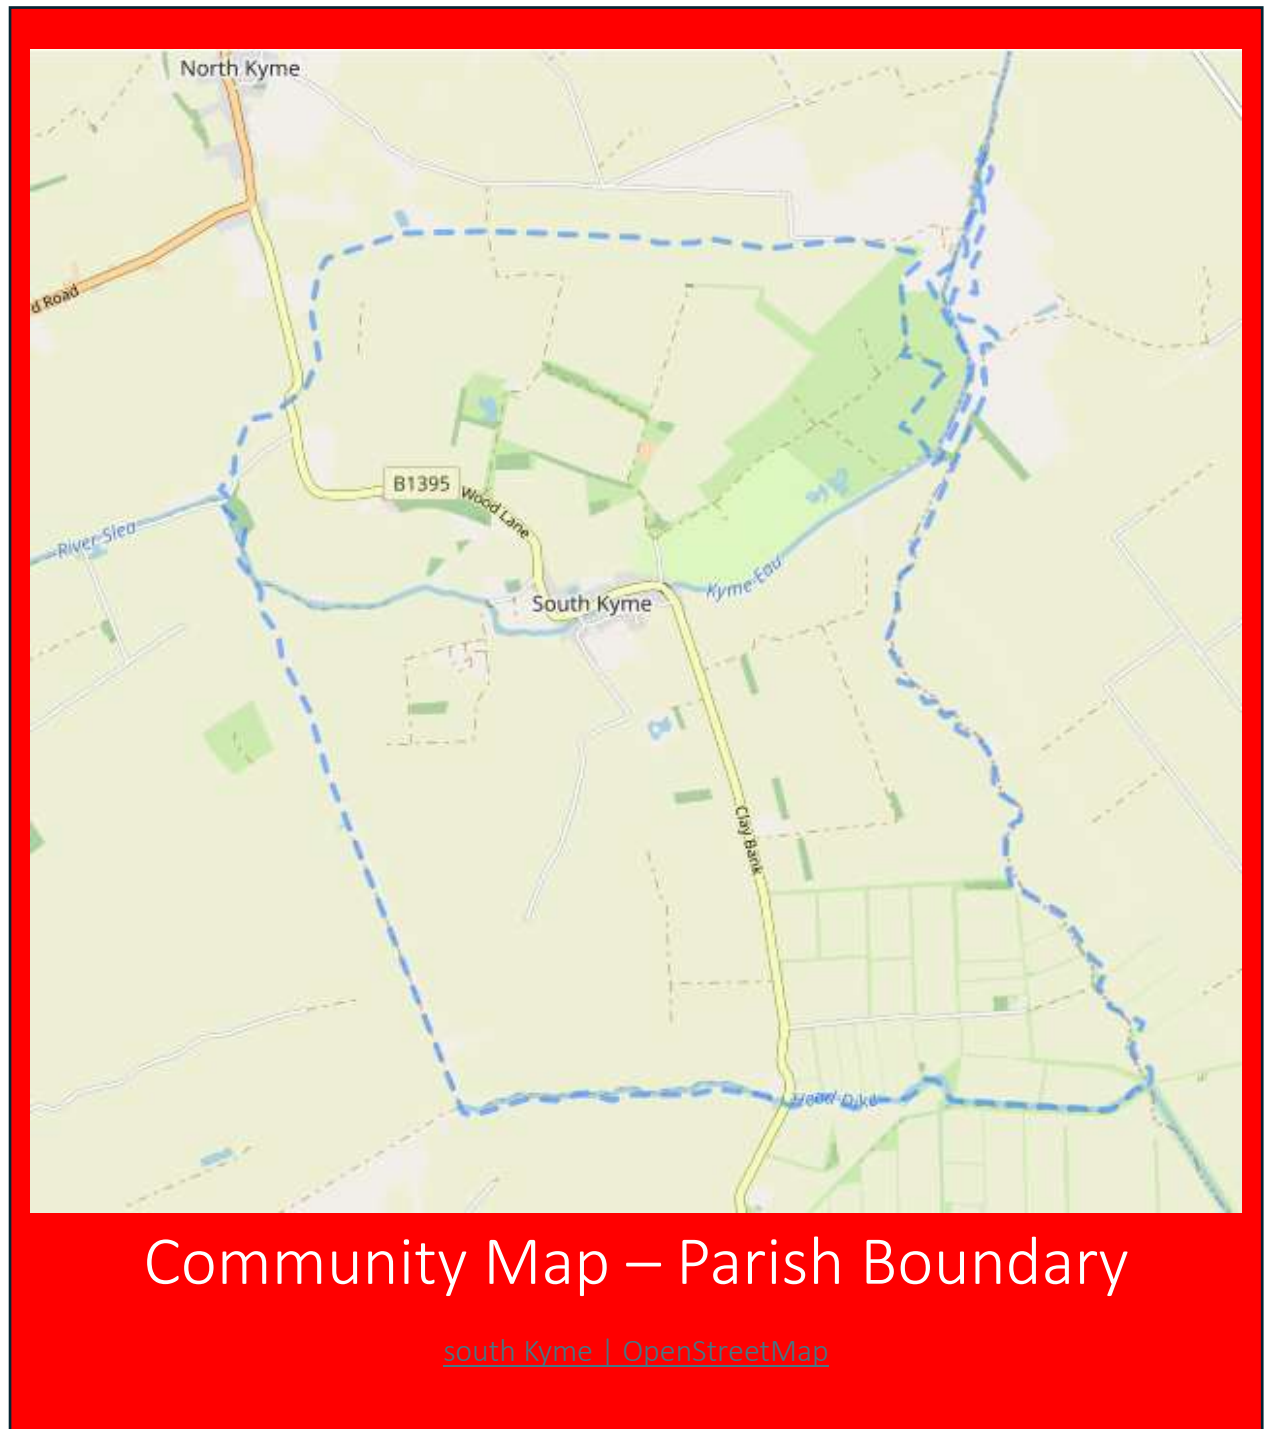 North Kyme
d Road
B1395
Wood Lane
River Slea
Kyme Eau
South Kyme
Clay Bank
Head Dike
Community Map – Parish Boundary
south Kyme | OpenStreetMap